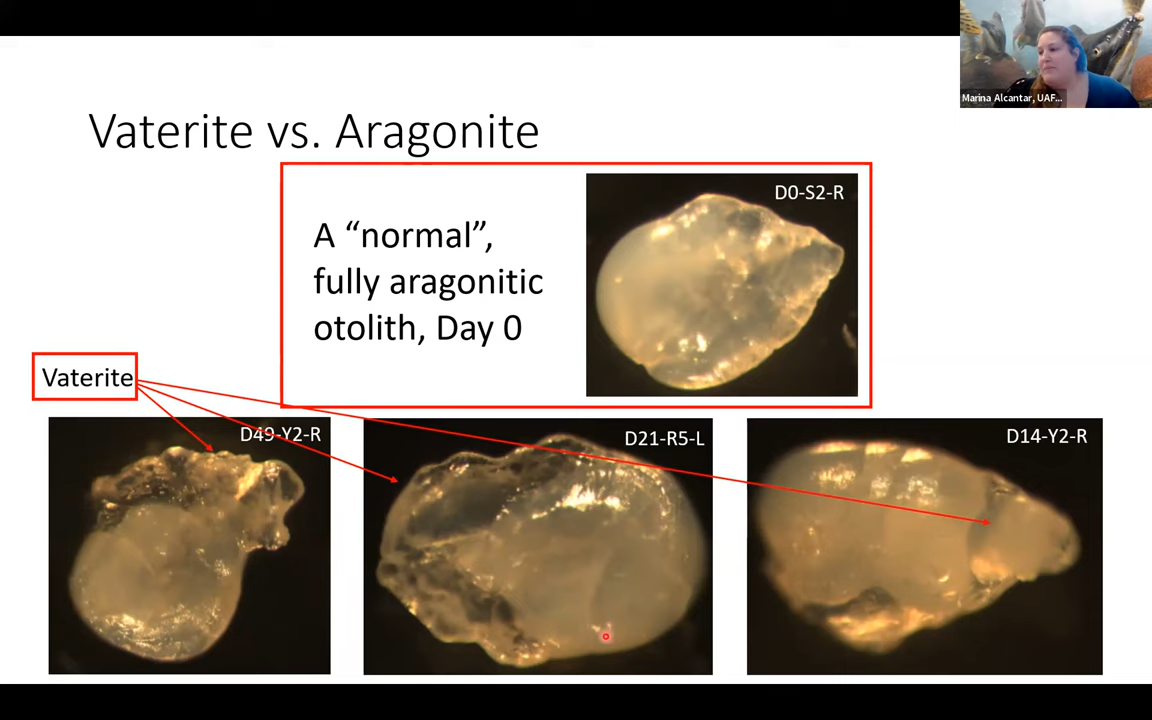 Marina Alcantar, UAF...
Vaterite vs. Aragonite
D0-S2-R
A “normal”,
fully aragonitic
otolith, Day 0
Vaterite
D49-Y2-R
D21-R5-L
D14-Y2-R